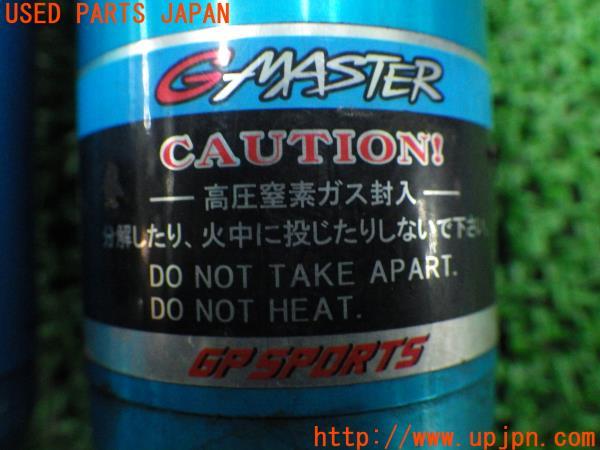 USED PARTS JAPAN
G-MASTER
CAUTION!
― 高圧窒素ガス封入 ―
分解したり、火中に投じたりしないで下さい。
DO NOT TAKE APART.
DO NOT HEAT.
GP SPORTS
http://www.upjpn.com/